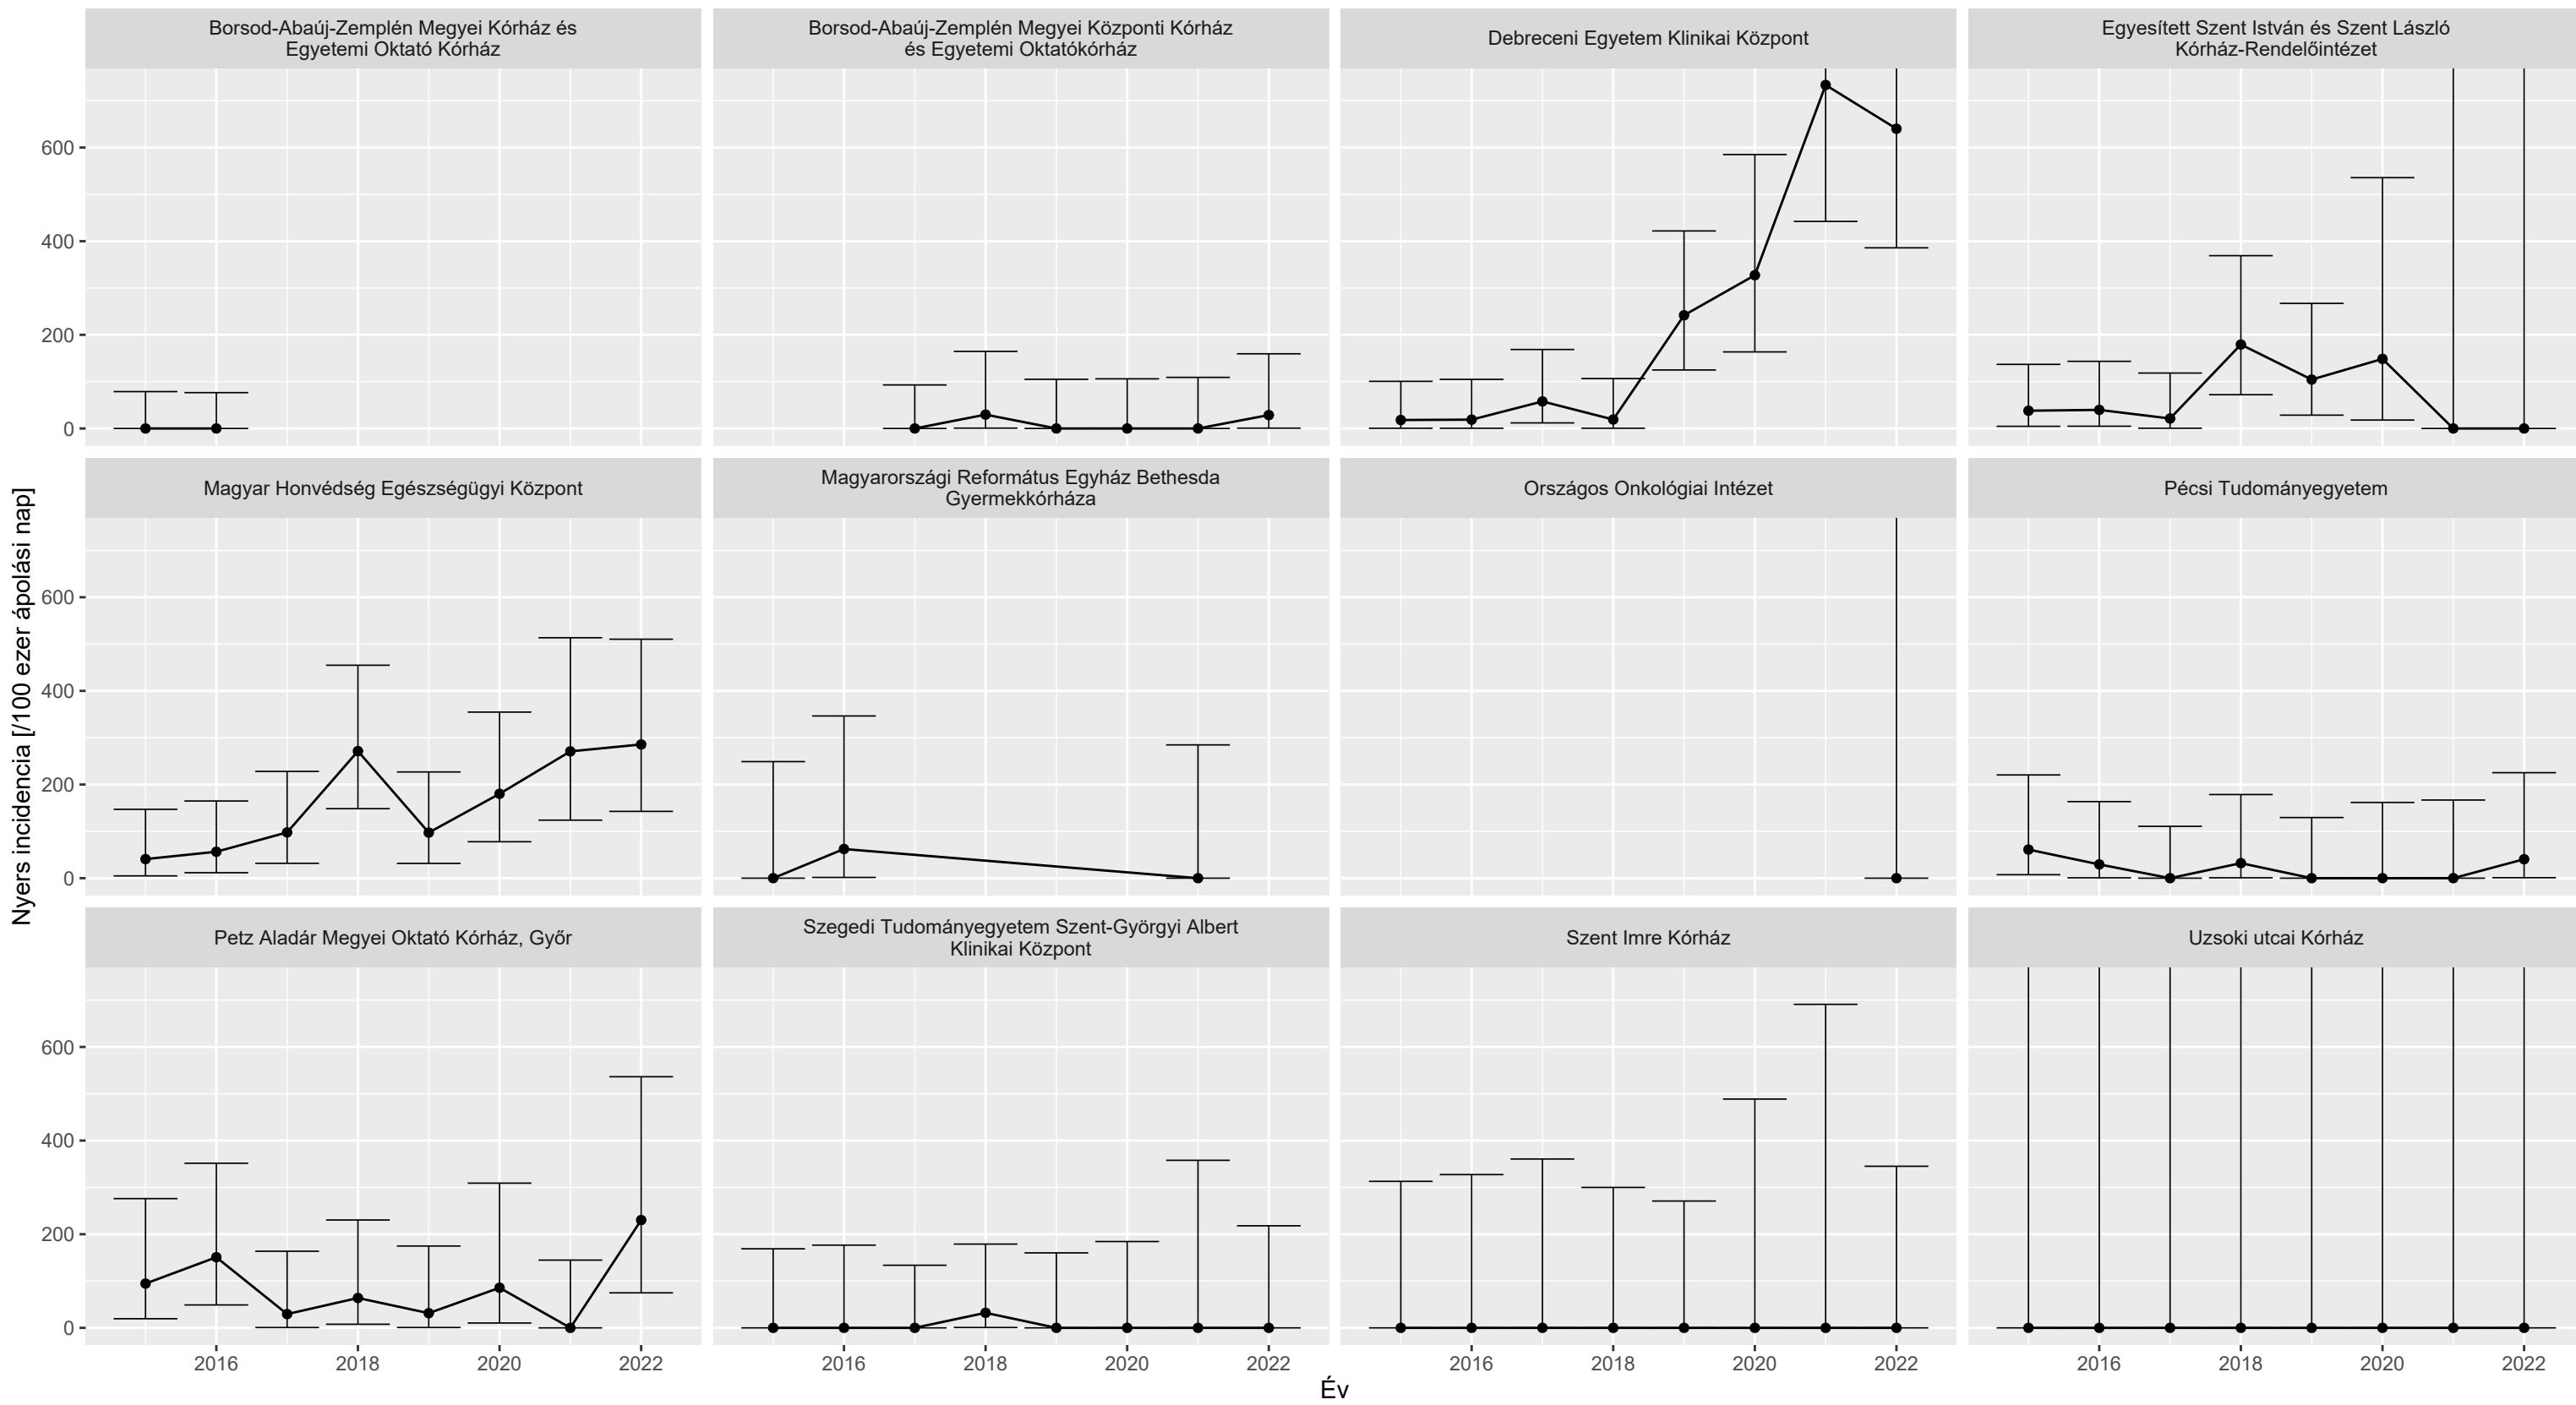 Borsod-Abaúj-Zemplén Megyei Kórház és
Egyetemi Oktató Kórház
Borsod-Abaúj-Zemplén Megyei Központi Kórház
és Egyetemi Oktatókórház
Debreceni Egyetem Klinikai Központ
Egyesített Szent István és Szent László
Kórház-Rendelőintézet
600
400
200
0
Magyar Honvédség Egészségügyi Központ
Magyarországi Református Egyház Bethesda
Gyermekkórháza
Országos Onkológiai Intézet
Pécsi Tudományegyetem
600
400
200
0
Nyers incidencia [/100 ezer ápolási nap]
Petz Aladár Megyei Oktató Kórház, Győr
Szegedi Tudományegyetem Szent-Györgyi Albert
Klinikai Központ
Szent Imre Kórház
Uzsoki utcai Kórház
600
400
200
0
2016 2018 2020 2022
2016 2018 2020 2022
2016 2018 2020 2022
2016 2018 2020 2022
Év